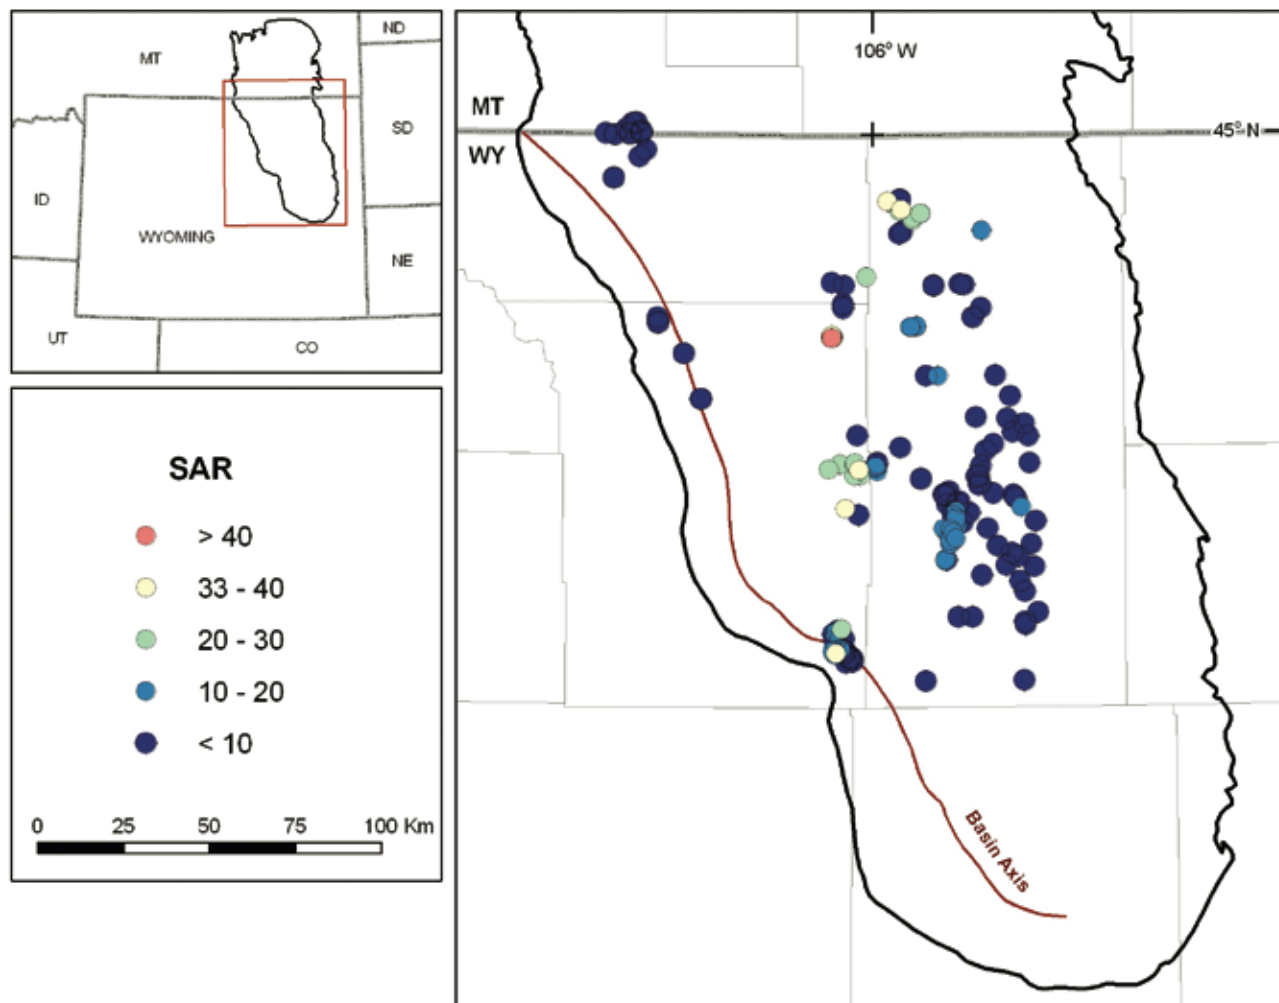 ND
MT
SD
ID
WYOMING
NE
UT
CO
SAR
> 40
33 - 40
20 - 30
10 - 20
< 10
0 25 50 75 100 Km
106° W
MT
45° N
WY
Basin Axis